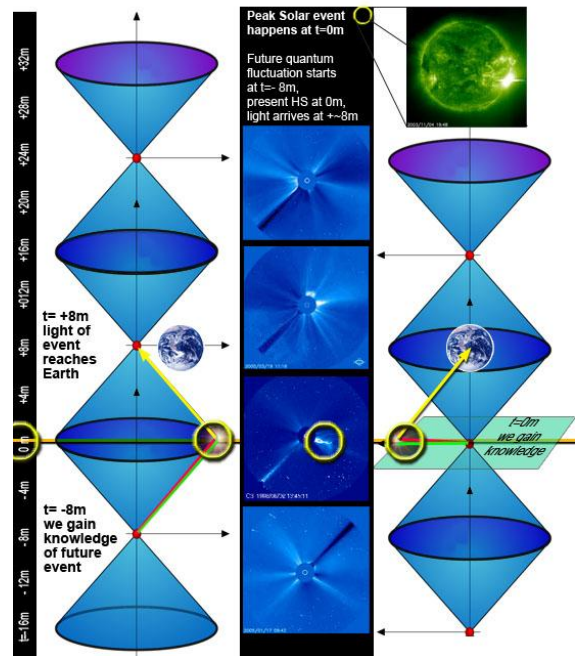 Peak Solar event
happens at t=0m
Future quantum
fluctuation starts
at t=- 8m,
present HS at 0m,
light arrives at +~8m
+32m
+28m
+24m
+20m
+16m
+012m
+8m
+4m
0 m
- 4m
- 8m
- 12m
t=-16m
t= +8m
light of
event
reaches
Earth
t= -8m
we gain
knowledge
of future
event
t=0m
we gain
knowledge